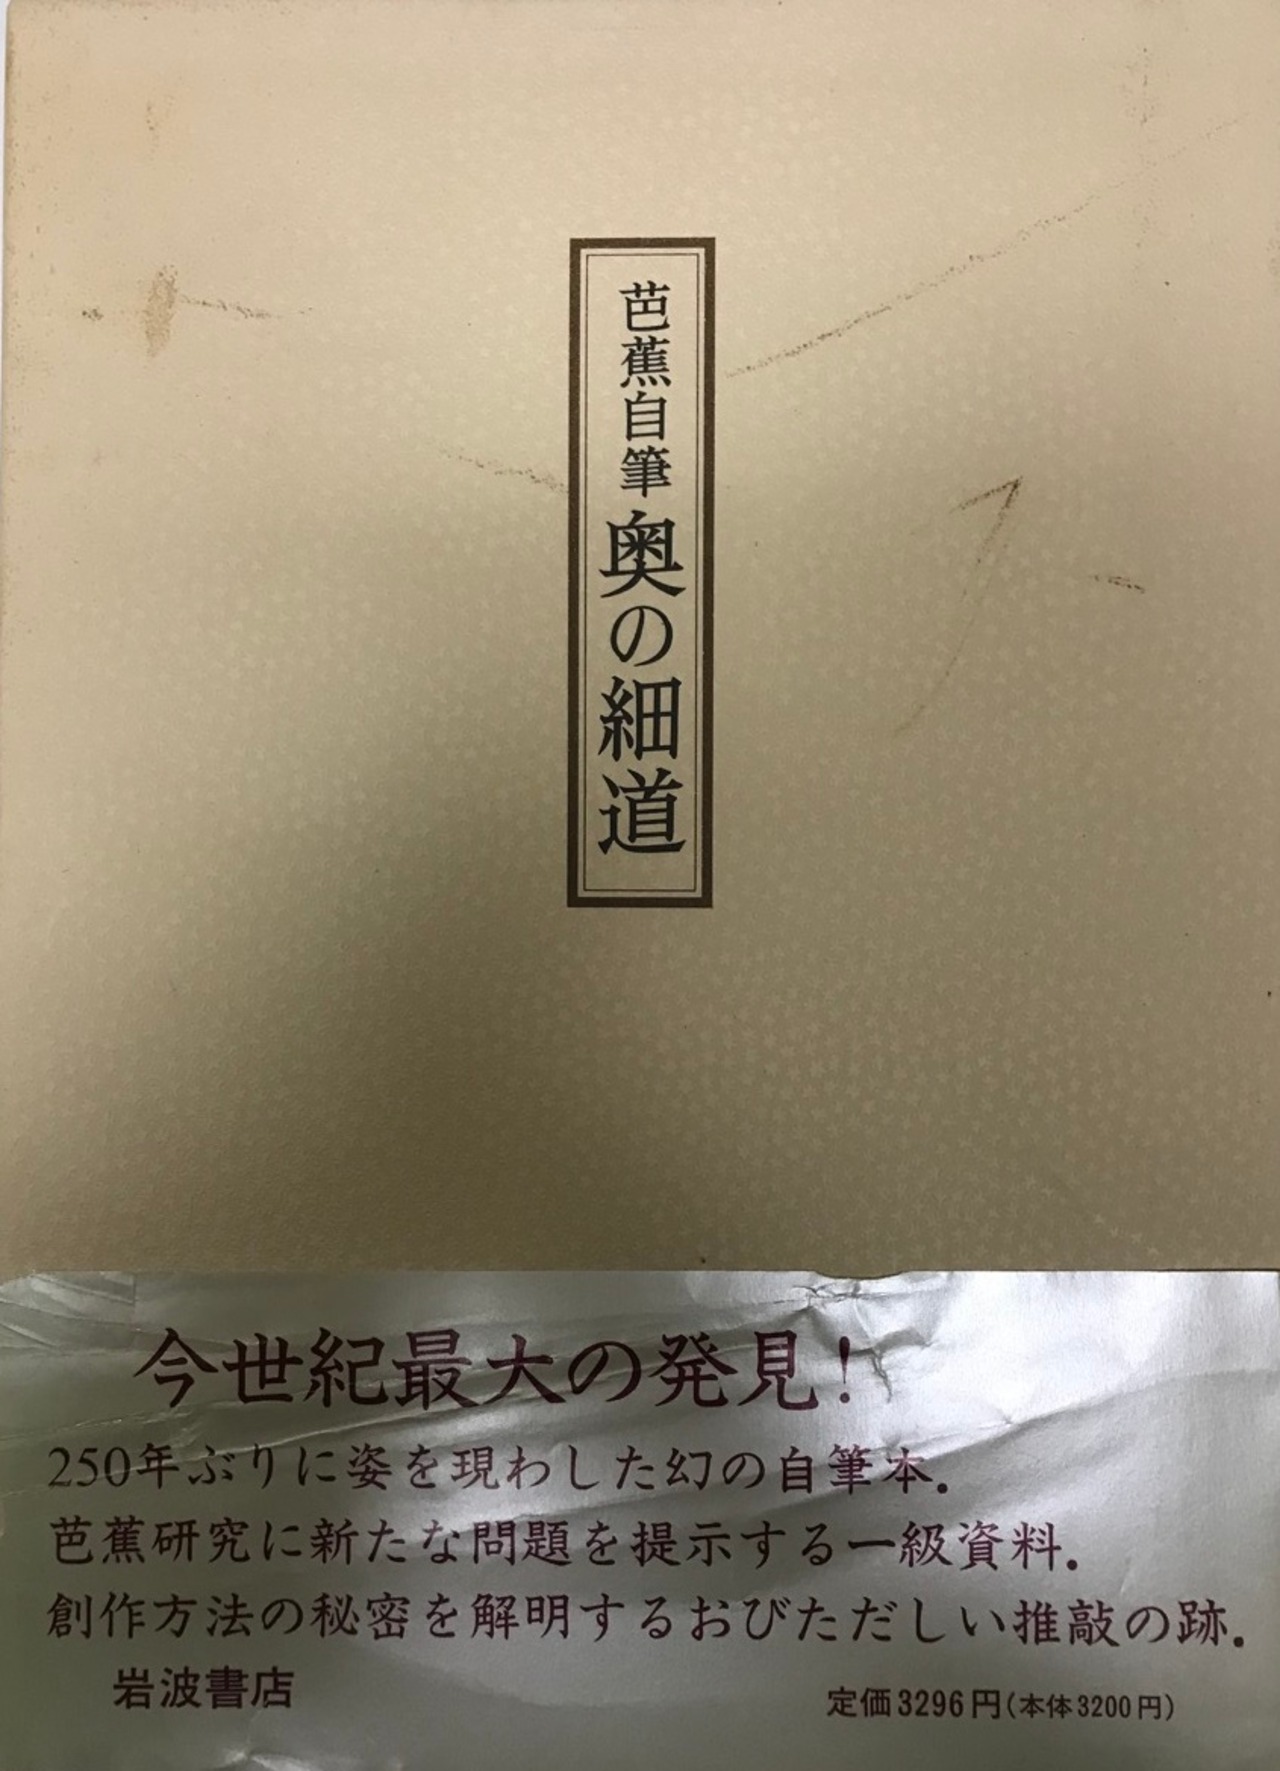 芭蕉自筆 奥の細道
今世紀最大の発見!
250年ぶりに姿を現わした幻の自筆本.
芭蕉研究に新たな問題を提示する一級資料.
創作方法の秘密を解明するおびただしい推敲の跡.
岩波書店
定価3296円(本体3200円)